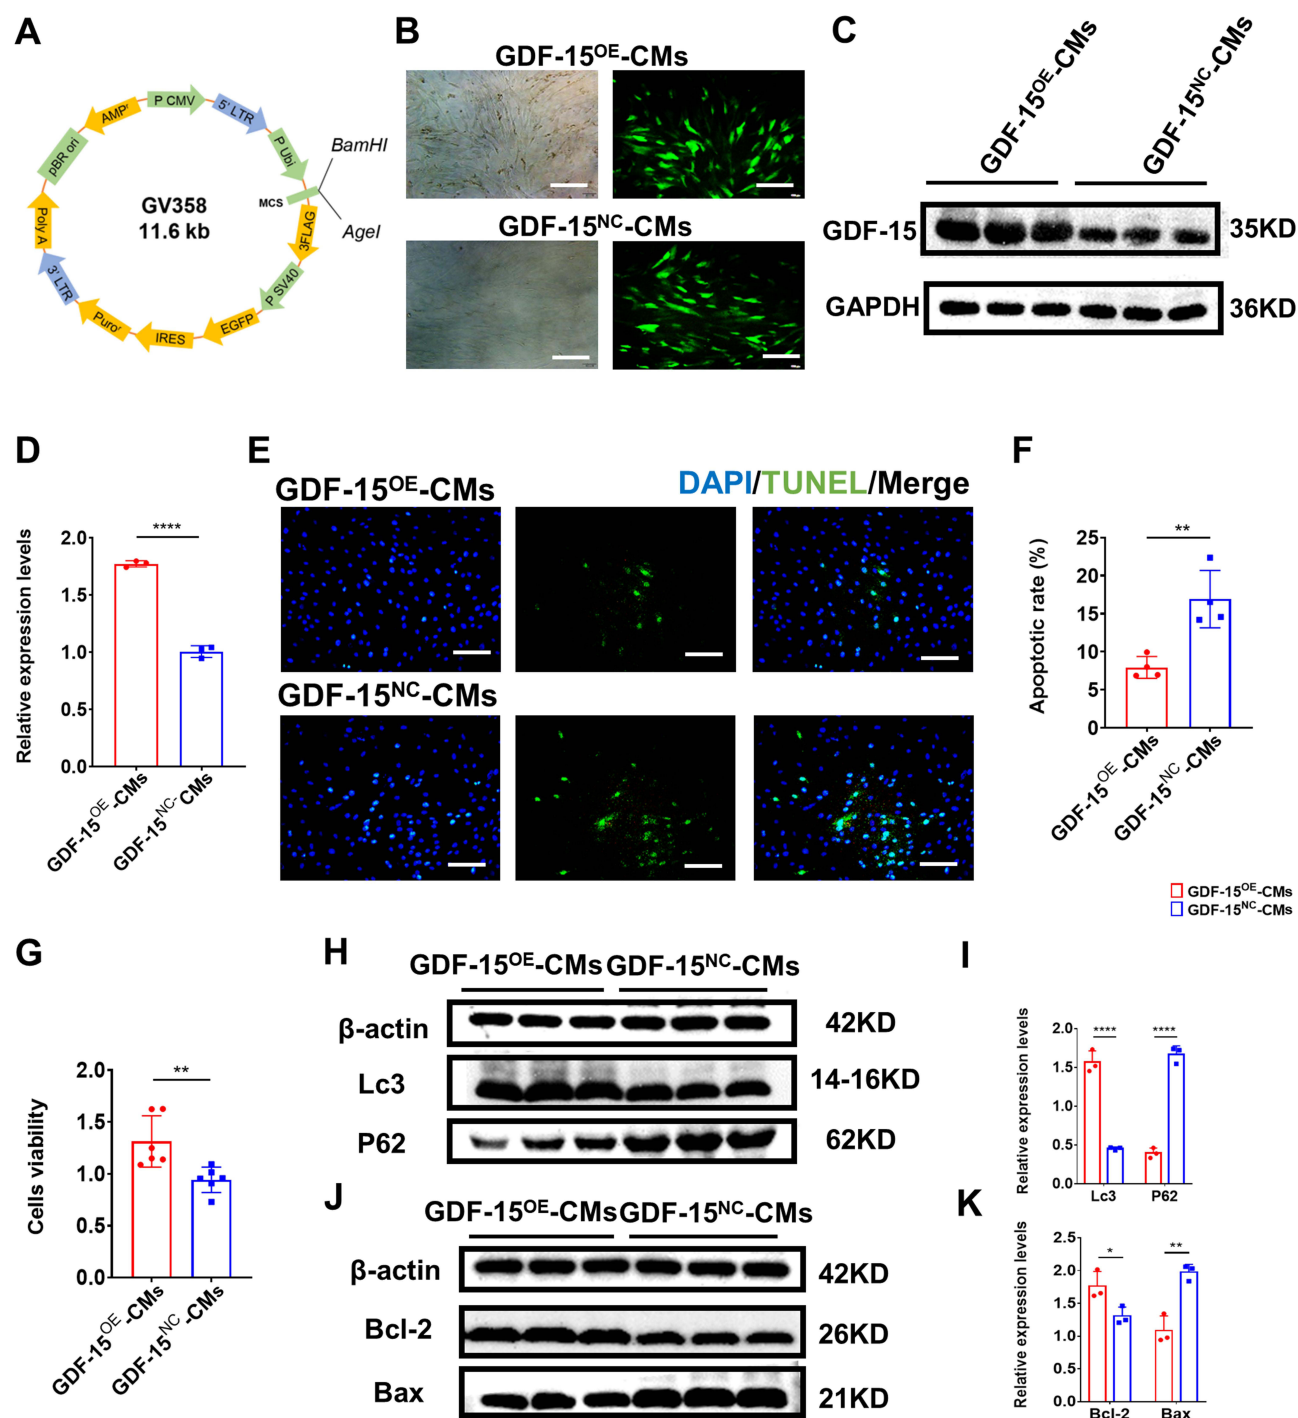 A
P CMV
5' LTR
P Ubi
BamHI
MCS
AgeI
3FLAG
P SV40
EGFP
IRES
Puroʳ
3' LTR
Poly A
pBR ori
AMPʳ
GV358
11.6 kb
B
GDF-15ᴼᴱ-CMs
GDF-15ᴺᶜ-CMs
C
GDF-15ᴼᴱ-CMs
GDF-15ᴺᶜ-CMs
GDF-15
35KD
GAPDH
36KD
D
Relative expression levels
2.0
1.5
1.0
0.5
0.0
****
GDF-15ᴼᴱ-CMs
GDF-15ᴺᶜ-CMs
E
GDF-15ᴼᴱ-CMs
DAPI/TUNEL/Merge
GDF-15ᴺᶜ-CMs
F
Apoptotic rate (%)
25
20
15
10
5
0
**
GDF-15ᴼᴱ-CMs
GDF-15ᴺᶜ-CMs
GDF-15ᴼᴱ-CMs
GDF-15ᴺᶜ-CMs
G
Cells viability
2.0
1.5
1.0
0.5
0.0
**
GDF-15ᴼᴱ-CMs
GDF-15ᴺᶜ-CMs
H
GDF-15ᴼᴱ-CMs GDF-15ᴺᶜ-CMs
β-actin
42KD
Lc3
14-16KD
P62
62KD
I
Relative expression levels
2.0
1.5
1.0
0.5
0.0
**** ****
Lc3 P62
J
GDF-15ᴼᴱ-CMs GDF-15ᴺᶜ-CMs
β-actin
42KD
Bcl-2
26KD
Bax
21KD
K
Relative expression levels
2.5
2.0
1.5
1.0
0.5
0.0
* **
Bcl-2 Bax